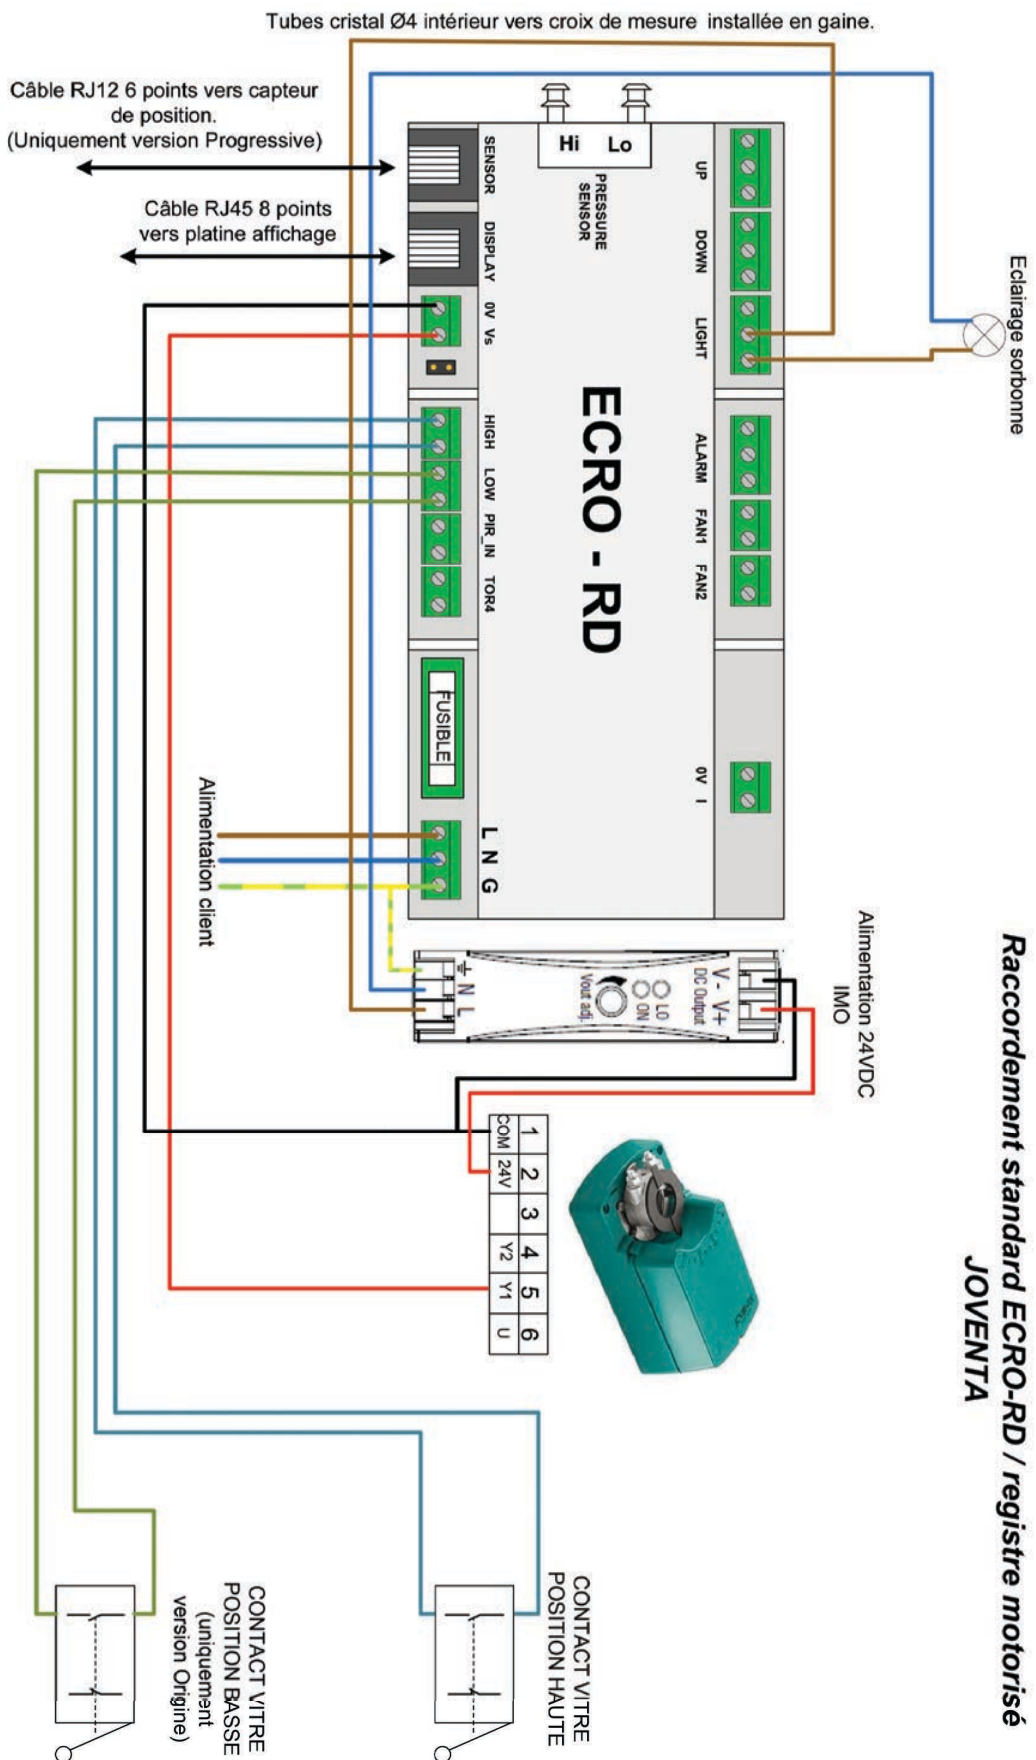 Tubes cristal Ø4 intérieur vers croix de mesure installée en gaine.
Câble RJ12 6 points vers capteur
de position.
(Uniquement version Progressive)
Câble RJ45 8 points
vers platine affichage
Raccordement standard ECRO-RD / registre motorisé
JOVENTA
Eclairage sorbonne
Hi Lo
PRESSURE
SENSOR
SENSOR
DISPLAY
0V Vs
HIGH
LOW
PIR_IN
TOR4
FUSIBLE
L N G
UP
DOWN
LIGHT
ALARM
FAN1
FAN2
0V I
ECRO - RD
Alimentation client
Alimentation 24VDC
IMO
V- V+
DC Output
LO
ON
Vout adj.
N L
1 2 3 4 5 6
COM 24V Y2 Y1 U
CONTACT VITRE
POSITION HAUTE
CONTACT VITRE
POSITION BASSE
(uniquement
version Origine)